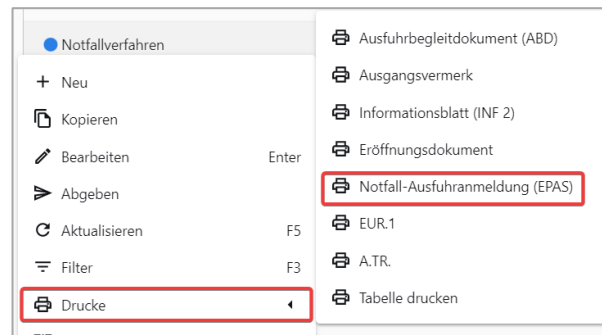 Notfallverfahren
Neu
Kopieren
Bearbeiten Enter
Abgeben
Aktualisieren F5
Filter F3
Drucke
Ausfuhrbegleitdokument (ABD)
Ausgangsvermerk
Informationsblatt (INF 2)
Eröffnungsdokument
Notfall-Ausfuhranmeldung (EPAS)
EUR.1
A.TR.
Tabelle drucken